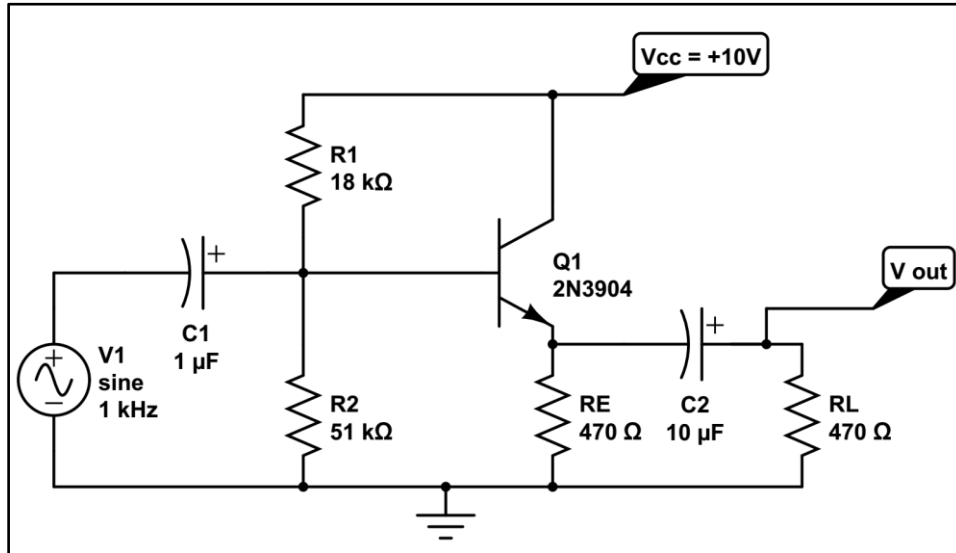 Vcc = +10V
R1
18 kΩ
+
C1
1 µF
Q1
2N3904
V out
+
V1
sine
1 kHz
+
−
R2
51 kΩ
RE
470 Ω
C2
10 µF
RL
470 Ω